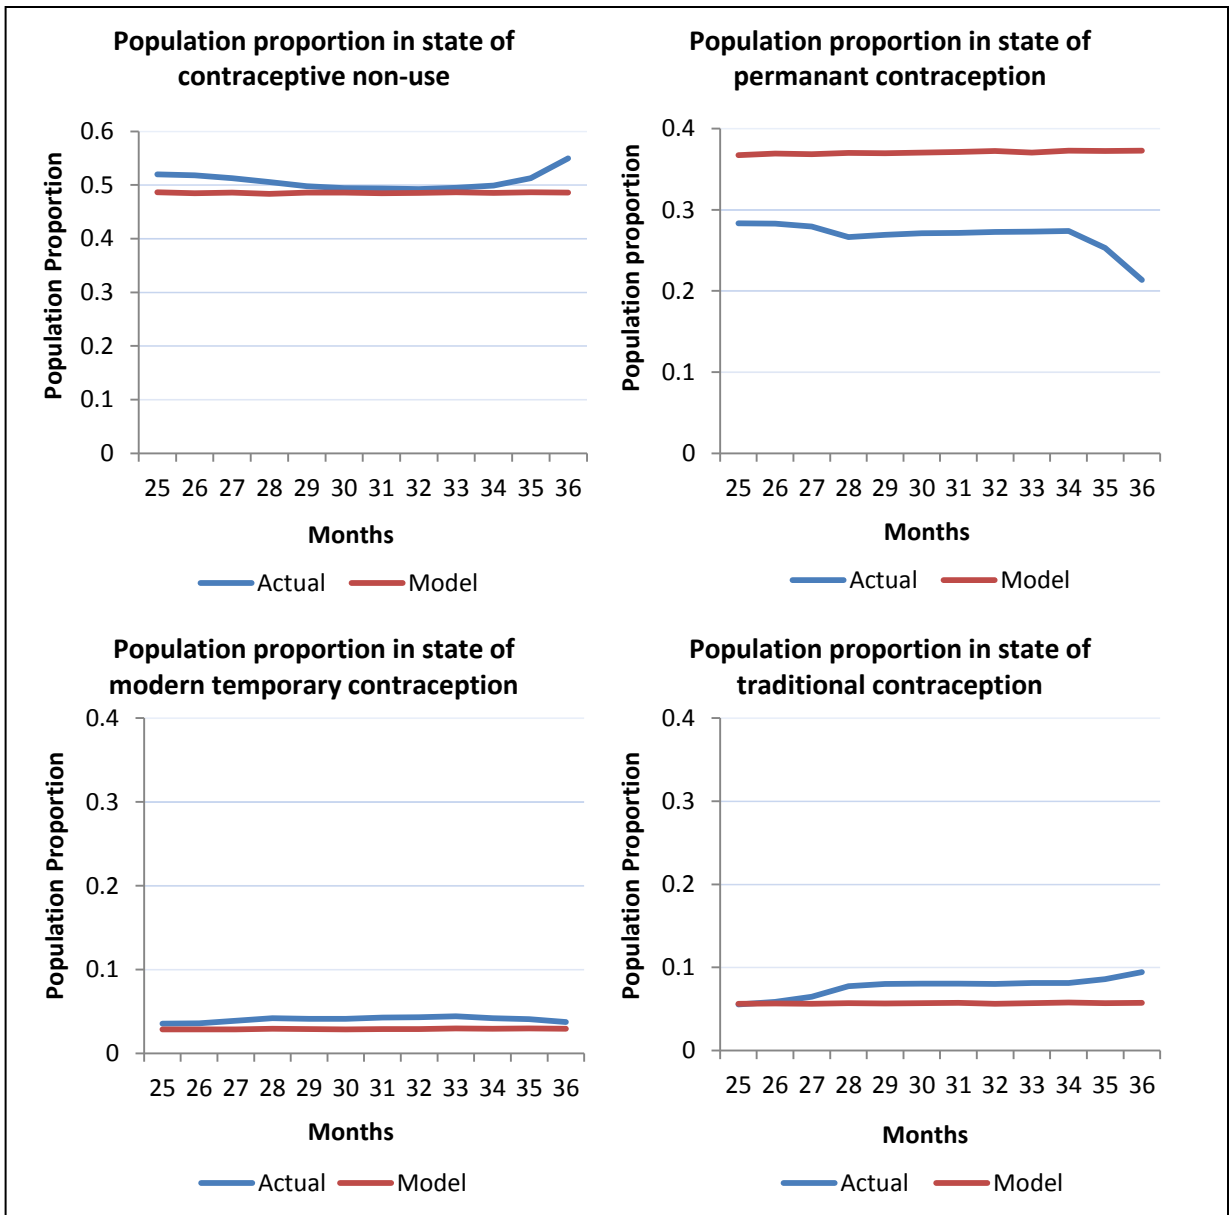 Population proportion in state of
contraceptive non-use
0.6
0.5
0.4
0.3
0.2
0.1
0
Population Proportion
25 26 27 28 29 30 31 32 33 34 35 36
Months
Actual Model
Population proportion in state of
permanant contraception
0.4
0.3
0.2
0.1
0
Population proportion
25 26 27 28 29 30 31 32 33 34 35 36
Months
Actual Model
Population proportion in state of
modern temporary contraception
0.4
0.3
0.2
0.1
0
Population Proportion
25 26 27 28 29 30 31 32 33 34 35 36
Months
Actual Model
Population proportion in state of
traditional contraception
0.4
0.3
0.2
0.1
0
Population Proportion
25 26 27 28 29 30 31 32 33 34 35 36
Months
Actual Model